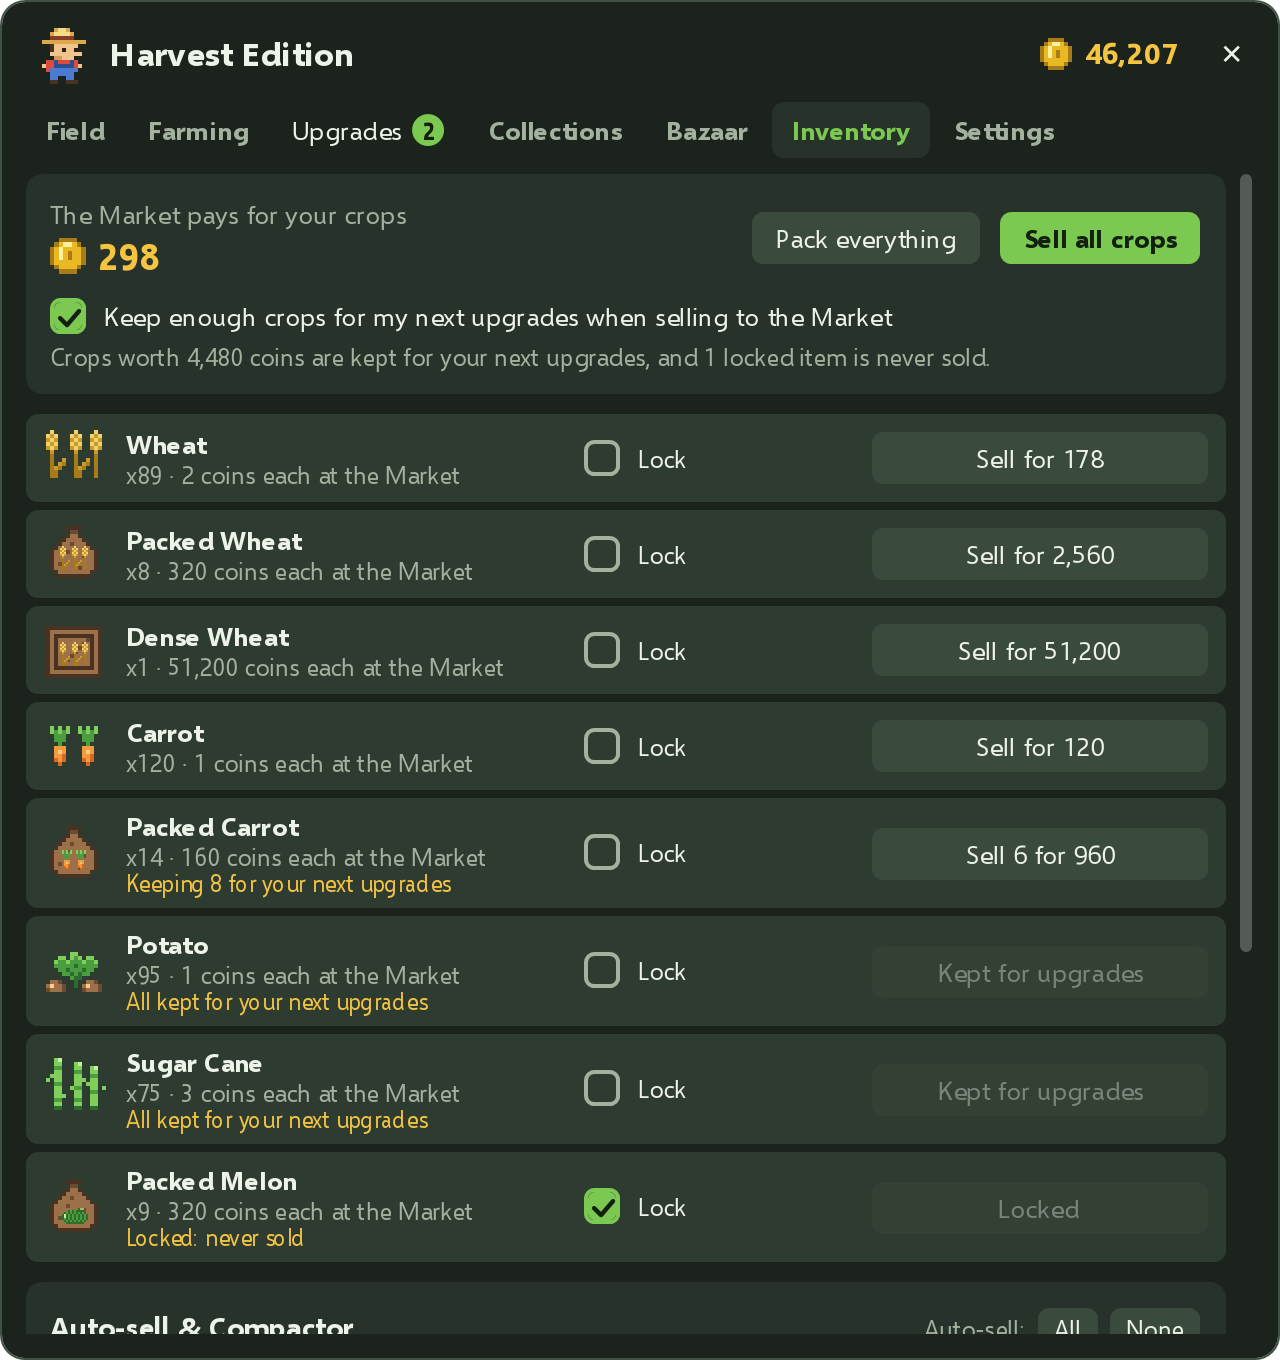 Harvest Edition
46,207
Field
Farming
Upgrades 2
Collections
Bazaar
Inventory
Settings
The Market pays for your crops
298
Pack everything
Sell all crops
Keep enough crops for my next upgrades when selling to the Market
Crops worth 4,480 coins are kept for your next upgrades, and 1 locked item is never sold.
Wheat
x89 · 2 coins each at the Market
Lock
Sell for 178
Packed Wheat
x8 · 320 coins each at the Market
Lock
Sell for 2,560
Dense Wheat
x1 · 51,200 coins each at the Market
Lock
Sell for 51,200
Carrot
x120 · 1 coins each at the Market
Lock
Sell for 120
Packed Carrot
x14 · 160 coins each at the Market
Keeping 8 for your next upgrades
Lock
Sell 6 for 960
Potato
x95 · 1 coins each at the Market
All kept for your next upgrades
Lock
Kept for upgrades
Sugar Cane
x75 · 3 coins each at the Market
All kept for your next upgrades
Lock
Kept for upgrades
Packed Melon
x9 · 320 coins each at the Market
Locked: never sold
Lock
Locked
Auto-sell & Compactor
Auto-sell:
All
None